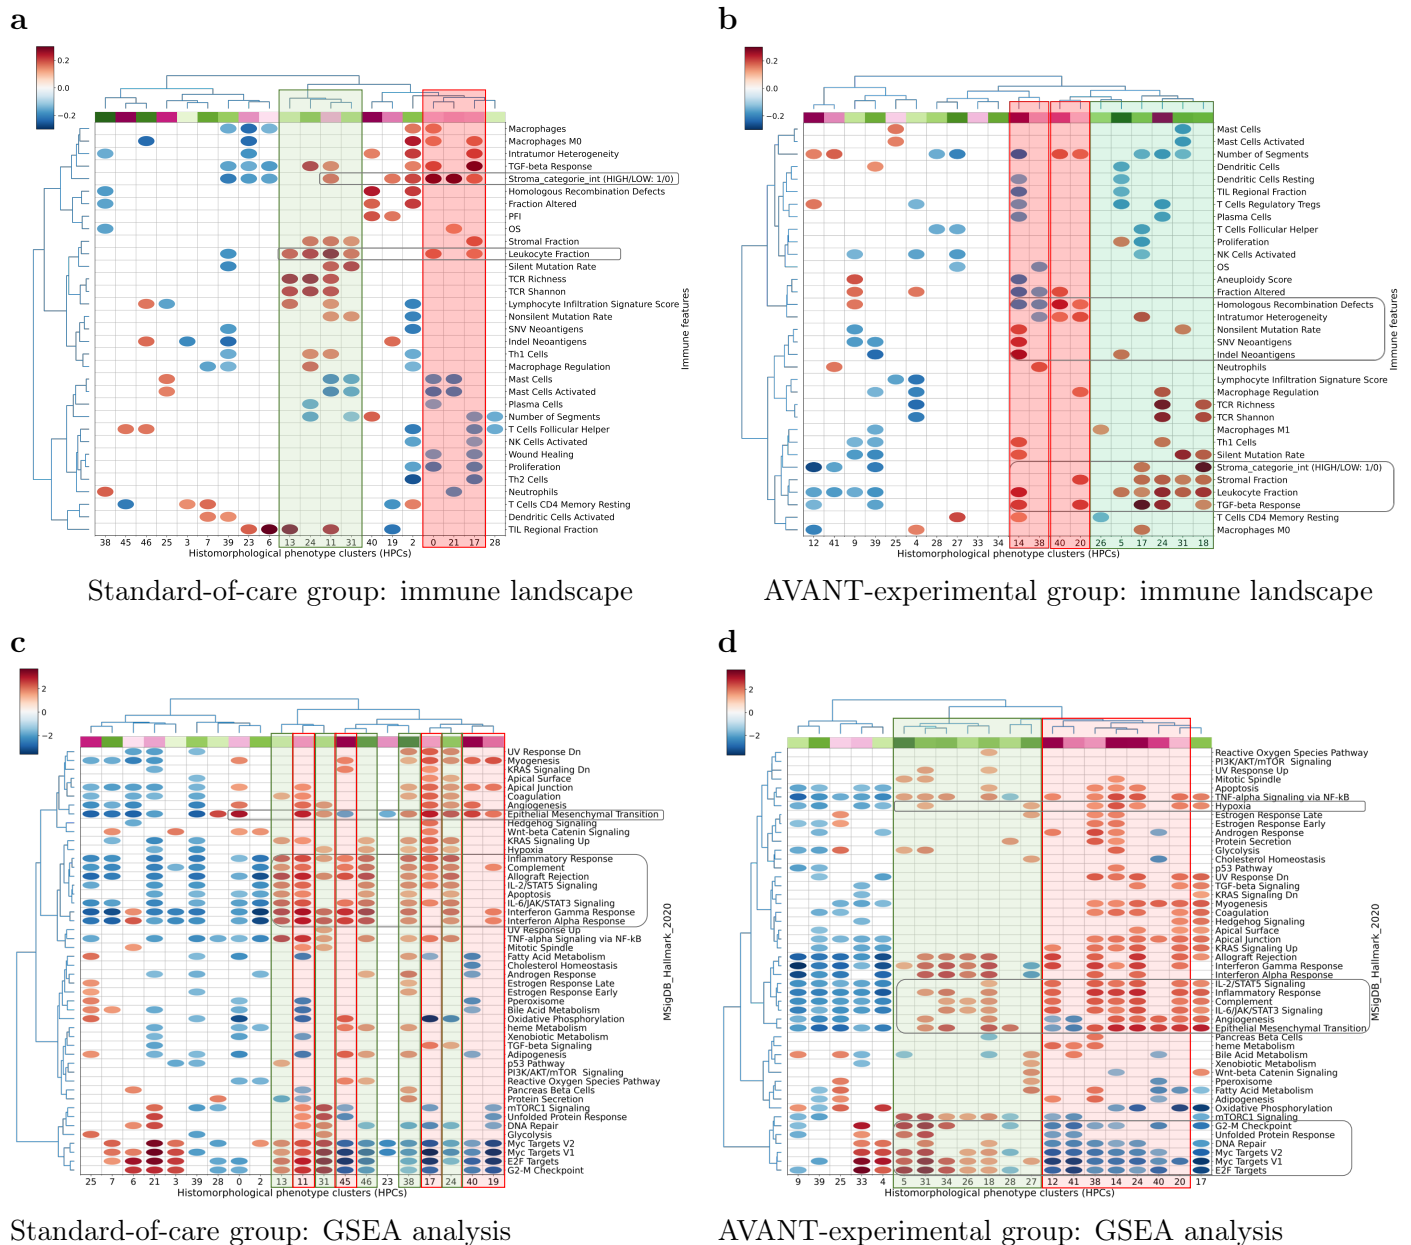 a
0.2
0.0
−0.2
Macrophages
Macrophages M0
Intratumor Heterogeneity
TGF-beta Response
Stroma_categorie_int (HIGH/LOW: 1/0)
Homologous Recombination Defects
Fraction Altered
PFI
OS
Stromal Fraction
Leukocyte Fraction
Silent Mutation Rate
TCR Richness
TCR Shannon
Lymphocyte Infiltration Signature Score
Nonsilent Mutation Rate
SNV Neoantigens
Indel Neoantigens
Th1 Cells
Macrophage Regulation
Mast Cells
Mast Cells Activated
Plasma Cells
Number of Segments
T Cells Follicular Helper
NK Cells Activated
Wound Healing
Proliferation
Th2 Cells
Neutrophils
T Cells CD4 Memory Resting
Dendritic Cells Activated
TIL Regional Fraction
Immune features
38 45 46 25 3 7 39 23 6 13 24 11 31 40 19 2 0 21 17 28
Histomorphological phenotype clusters (HPCs)
Standard-of-care group: immune landscape
b
0.2
0.0
−0.2
Mast Cells
Mast Cells Activated
Number of Segments
Dendritic Cells
Dendritic Cells Resting
TIL Regional Fraction
T Cells Regulatory Tregs
Plasma Cells
T Cells Follicular Helper
Proliferation
NK Cells Activated
OS
Aneuploidy Score
Fraction Altered
Homologous Recombination Defects
Intratumor Heterogeneity
Nonsilent Mutation Rate
SNV Neoantigens
Indel Neoantigens
Neutrophils
Lymphocyte Infiltration Signature Score
Macrophage Regulation
TCR Richness
TCR Shannon
Macrophages M1
Th1 Cells
Silent Mutation Rate
Stroma_categorie_int (HIGH/LOW: 1/0)
Stromal Fraction
Leukocyte Fraction
TGF-beta Response
T Cells CD4 Memory Resting
Macrophages M0
Immune features
12 41 9 39 25 4 28 27 33 34 14 38 40 20 26 5 17 24 31 18
Histomorphological phenotype clusters (HPCs)
AVANT-experimental group: immune landscape
c
2
0
−2
UV Response Dn
Myogenesis
KRAS Signaling Dn
Apical Surface
Apical Junction
Coagulation
Angiogenesis
Epithelial Mesenchymal Transition
Hedgehog Signaling
Wnt-beta Catenin Signaling
KRAS Signaling Up
Hypoxia
Inflammatory Response
Complement
Allograft Rejection
IL-2/STAT5 Signaling
Apoptosis
IL-6/JAK/STAT3 Signaling
Interferon Gamma Response
Interferon Alpha Response
UV Response Up
TNF-alpha Signaling via NF-kB
Mitotic Spindle
Fatty Acid Metabolism
Cholesterol Homeostasis
Androgen Response
Estrogen Response Late
Estrogen Response Early
Pperoxisome
Bile Acid Metabolism
Oxidative Phosphorylation
heme Metabolism
Xenobiotic Metabolism
TGF-beta Signaling
Adipogenesis
p53 Pathway
PI3K/AKT/mTOR Signaling
Reactive Oxygen Species Pathway
Pancreas Beta Cells
Protein Secretion
mTORC1 Signaling
Unfolded Protein Response
DNA Repair
Glycolysis
Myc Targets V2
Myc Targets V1
E2F Targets
G2-M Checkpoint
MSigDB_Hallmark_2020
25 7 6 21 3 39 28 0 2 13 11 31 45 46 23 38 17 24 40 19
Histomorphological phenotype clusters (HPCs)
Standard-of-care group: GSEA analysis
d
2
0
−2
Reactive Oxygen Species Pathway
PI3K/AKT/mTOR Signaling
UV Response Up
Mitotic Spindle
Apoptosis
TNF-alpha Signaling via NF-kB
Hypoxia
Estrogen Response Late
Estrogen Response Early
Androgen Response
Protein Secretion
Glycolysis
Cholesterol Homeostasis
p53 Pathway
UV Response Dn
TGF-beta Signaling
KRAS Signaling Dn
Myogenesis
Coagulation
Hedgehog Signaling
Apical Surface
Apical Junction
KRAS Signaling Up
Allograft Rejection
Interferon Gamma Response
Interferon Alpha Response
IL-2/STAT5 Signaling
Inflammatory Response
Complement
IL-6/JAK/STAT3 Signaling
Angiogenesis
Epithelial Mesenchymal Transition
Pancreas Beta Cells
heme Metabolism
Bile Acid Metabolism
Xenobiotic Metabolism
Wnt-beta Catenin Signaling
Pperoxisome
Fatty Acid Metabolism
Adipogenesis
Oxidative Phosphorylation
mTORC1 Signaling
G2-M Checkpoint
Unfolded Protein Response
DNA Repair
Myc Targets V2
Myc Targets V1
E2F Targets
MSigDB_Hallmark_2020
9 39 25 33 4 5 31 34 26 18 28 27 12 41 38 14 24 40 20 17
Histomorphological phenotype clusters (HPCs)
AVANT-experimental group: GSEA analysis